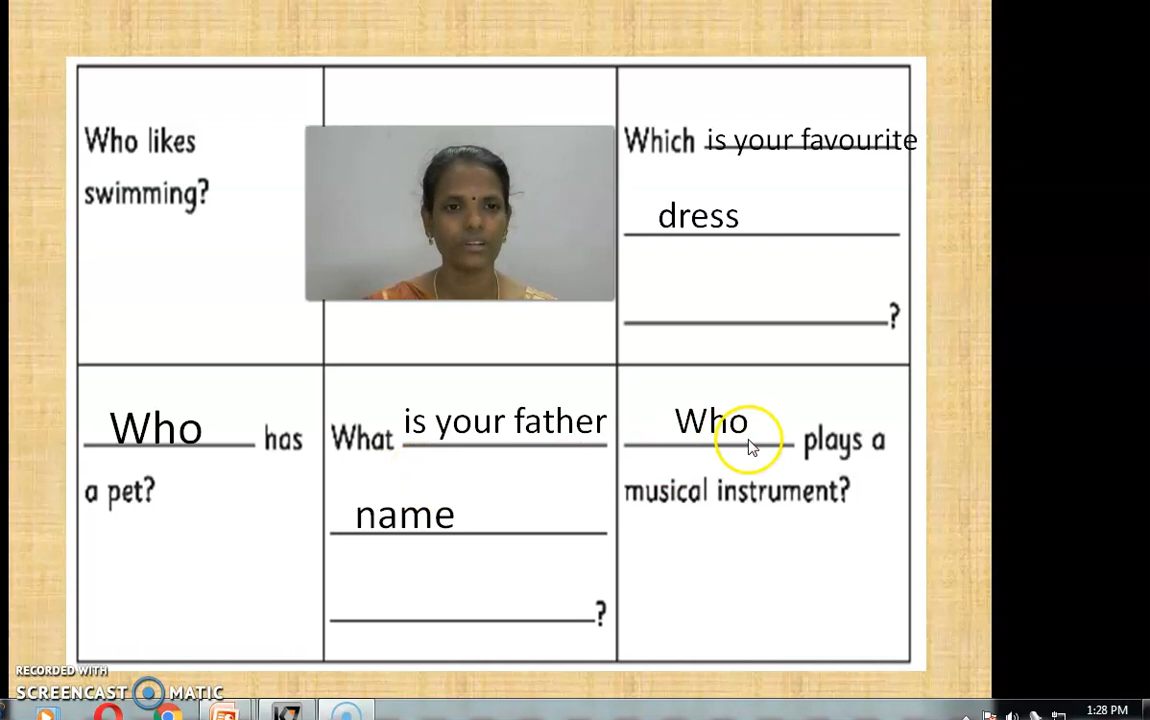 Who likes
swimming?
Which is your favourite
dress
?
Who has
a pet?
What is your father
name
?
Who plays a
musical instrument?
RECORDED WITH
SCREENCAST MATIC
1:28 PM